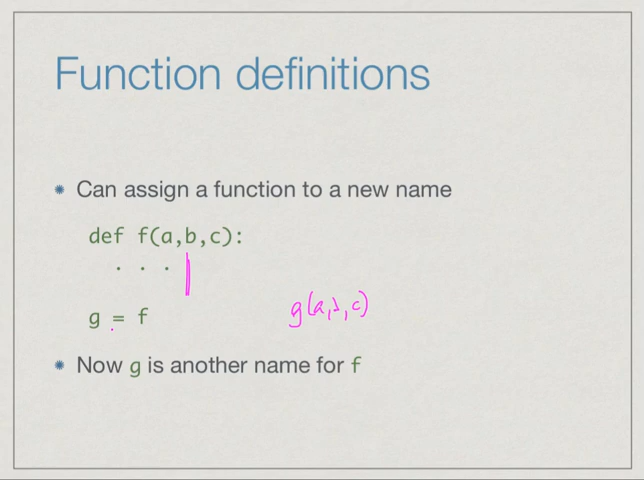 Function definitions
Can assign a function to a new name
def f(a,b,c):
. . .
g = f
g(a,b,c)
Now g is another name for f